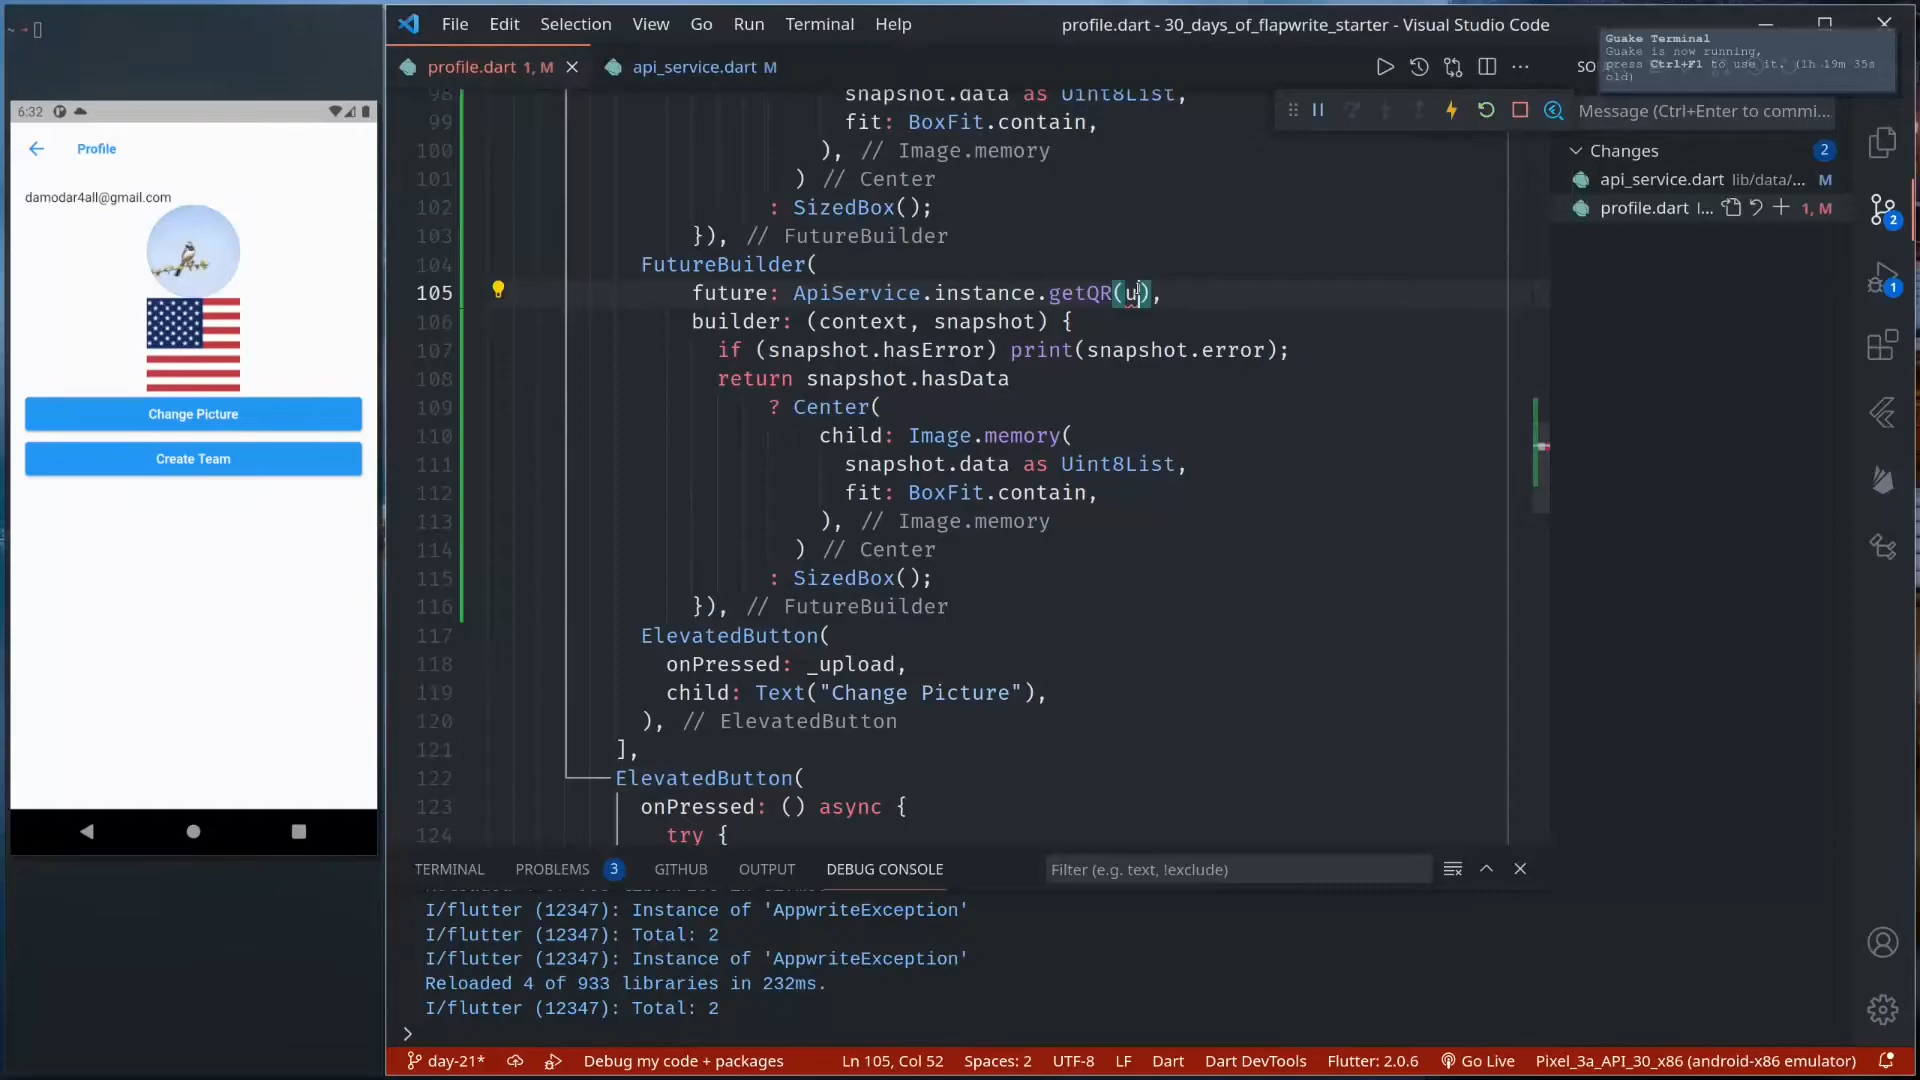 ~ →
File Edit Selection View Go Run Terminal Help
profile.dart - 30_days_of_flapwrite_starter - Visual Studio Code
Guake Terminal
Guake is now running,
press Ctrl+F1 to use it. (1h 19m 35s
old)
profile.dart 1, M
api_service.dart M
SO
Message (Ctrl+Enter to commi...
Changes
2
api_service.dart lib/data/... M
profile.dart l... 1, M
2
1
6:32
Profile
damodar4all@gmail.com
Change Picture
Create Team
98 snapshot.data as Uint8List,
99 fit: BoxFit.contain,
100 ), // Image.memory
101 ) // Center
102 : SizedBox();
103 }), // FutureBuilder
104 FutureBuilder(
105 future: ApiService.instance.getQR(u),
106 builder: (context, snapshot) {
107 if (snapshot.hasError) print(snapshot.error);
108 return snapshot.hasData
109 ? Center(
110 child: Image.memory(
111 snapshot.data as Uint8List,
112 fit: BoxFit.contain,
113 ), // Image.memory
114 ) // Center
115 : SizedBox();
116 }), // FutureBuilder
117 ElevatedButton(
118 onPressed: _upload,
119 child: Text("Change Picture"),
120 ), // ElevatedButton
121 ],
122 ElevatedButton(
123 onPressed: () async {
124 try {
TERMINAL PROBLEMS 3 GITHUB OUTPUT DEBUG CONSOLE
Filter (e.g. text, !exclude)
I/flutter (12347): Instance of 'AppwriteException'
I/flutter (12347): Total: 2
I/flutter (12347): Instance of 'AppwriteException'
Reloaded 4 of 933 libraries in 232ms.
I/flutter (12347): Total: 2
>
day-21* Debug my code + packages Ln 105, Col 52 Spaces: 2 UTF-8 LF Dart Dart DevTools Flutter: 2.0.6 Go Live Pixel_3a_API_30_x86 (android-x86 emulator)